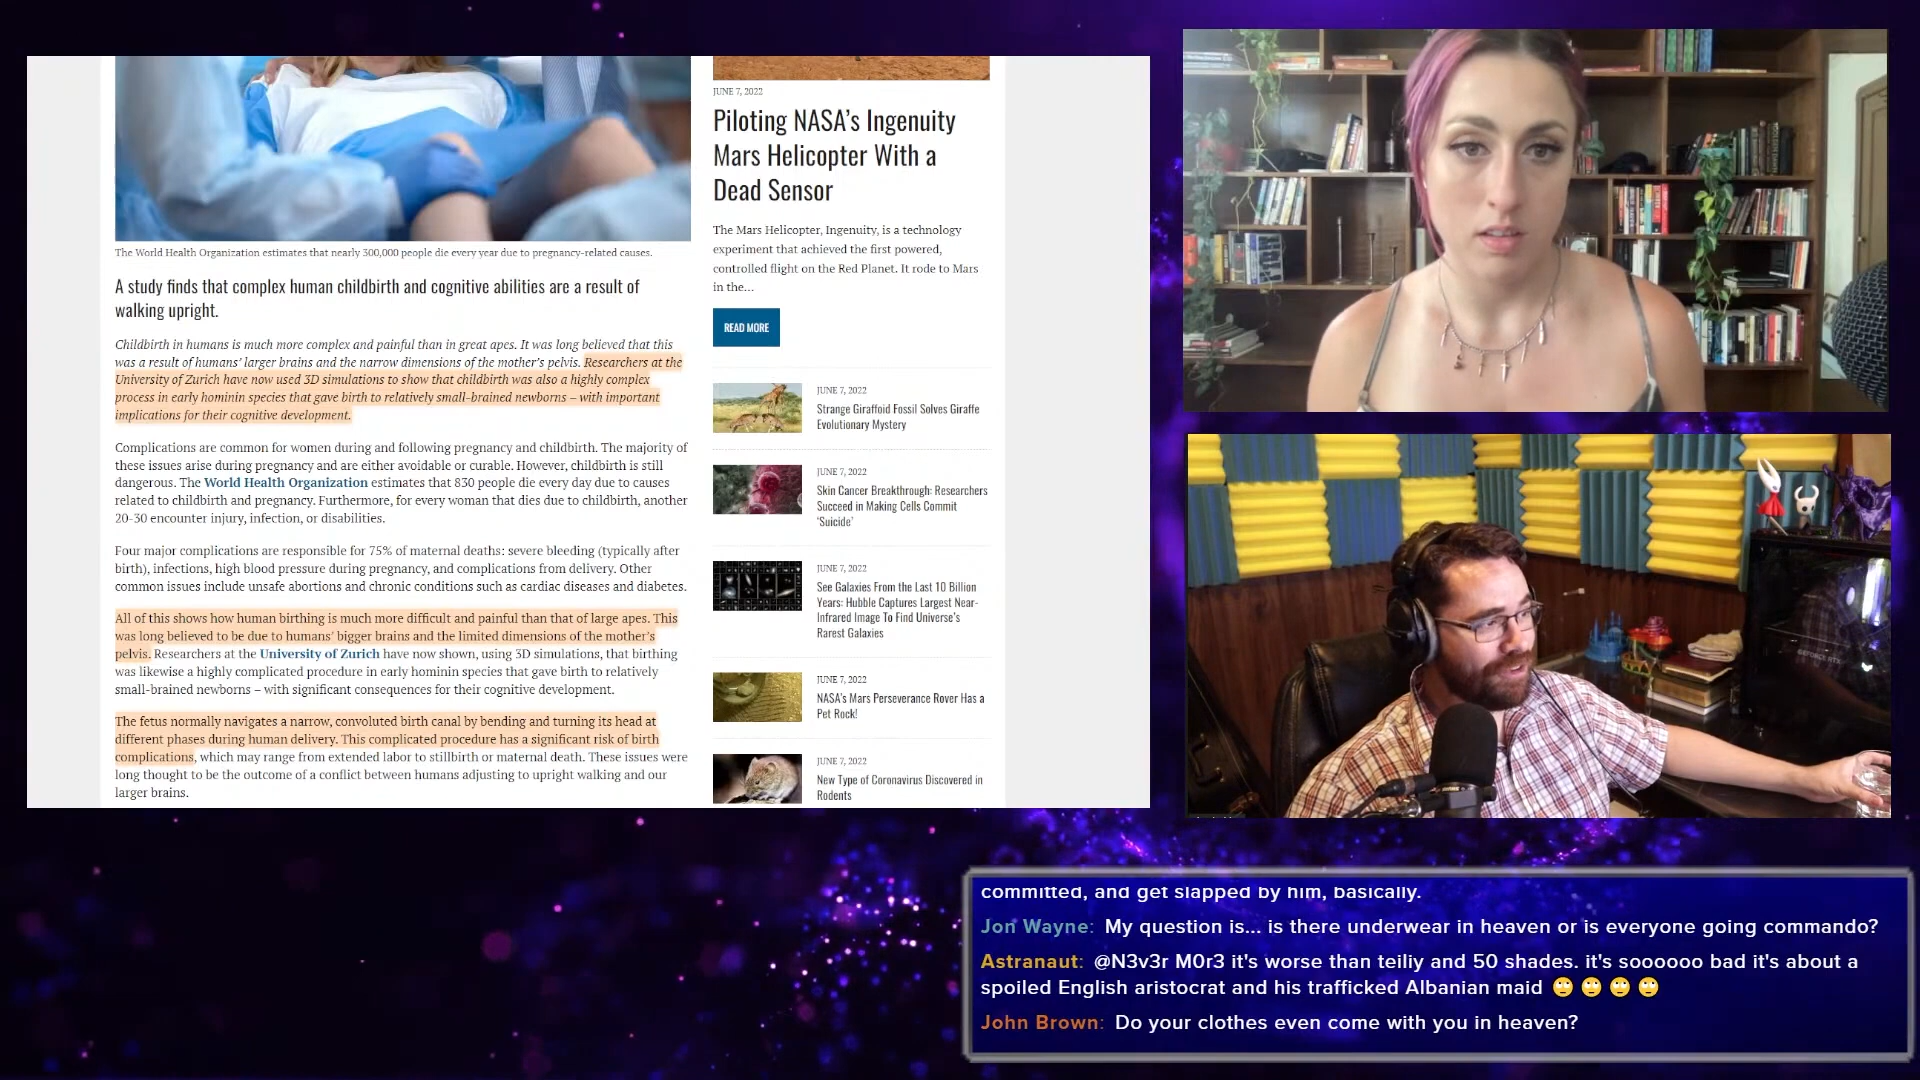 The World Health Organization estimates that nearly 300,000 people die every year due to pregnancy-related causes.
A study finds that complex human childbirth and cognitive abilities are a result of
walking upright.
Childbirth in humans is much more complex and painful than in great apes. It was long believed that this
was a result of humans' larger brains and the narrow dimensions of the mother's pelvis. Researchers at the
University of Zurich have now used 3D simulations to show that childbirth was also a highly complex
process in early hominin species that gave birth to relatively small-brained newborns – with important
implications for their cognitive development.
Complications are common for women during and following pregnancy and childbirth. The majority of
these issues arise during pregnancy and are either avoidable or curable. However, childbirth is still
dangerous. The World Health Organization estimates that 830 people die every day due to causes
related to childbirth and pregnancy. Furthermore, for every woman that dies due to childbirth, another
20-30 encounter injury, infection, or disabilities.
Four major complications are responsible for 75% of maternal deaths: severe bleeding (typically after
birth), infections, high blood pressure during pregnancy, and complications from delivery. Other
common issues include unsafe abortions and chronic conditions such as cardiac diseases and diabetes.
All of this shows how human birthing is much more difficult and painful than that of large apes. This
was long believed to be due to humans' bigger brains and the limited dimensions of the mother's
pelvis. Researchers at the University of Zurich have now shown, using 3D simulations, that birthing
was likewise a highly complicated procedure in early hominin species that gave birth to relatively
small-brained newborns – with significant consequences for their cognitive development.
The fetus normally navigates a narrow, convoluted birth canal by bending and turning its head at
different phases during human delivery. This complicated procedure has a significant risk of birth
complications, which may range from extended labor to stillbirth or maternal death. These issues were
long thought to be the outcome of a conflict between humans adjusting to upright walking and our
larger brains.
JUNE 7, 2022
Piloting NASA's Ingenuity
Mars Helicopter With a
Dead Sensor
The Mars Helicopter, Ingenuity, is a technology
experiment that achieved the first powered,
controlled flight on the Red Planet. It rode to Mars
in the...
READ MORE
JUNE 7, 2022
Strange Giraffoid Fossil Solves Giraffe
Evolutionary Mystery
JUNE 7, 2022
Skin Cancer Breakthrough: Researchers
Succeed in Making Cells Commit
'Suicide'
JUNE 7, 2022
See Galaxies From the Last 10 Billion
Years: Hubble Captures Largest Near-
Infrared Image To Find Universe's
Rarest Galaxies
JUNE 7, 2022
NASA's Mars Perseverance Rover Has a
Pet Rock!
JUNE 7, 2022
New Type of Coronavirus Discovered in
Rodents
GEFORCE RTX
committed, and get slapped by him, basically.
Jon Wayne: My question is... is there underwear in heaven or is everyone going commando?
Astranaut: @N3v3r M0r3 it's worse than teiliy and 50 shades. it's soooooo bad it's about a
spoiled English aristocrat and his trafficked Albanian maid 🙄 🙄 🙄 🙄
John Brown: Do your clothes even come with you in heaven?